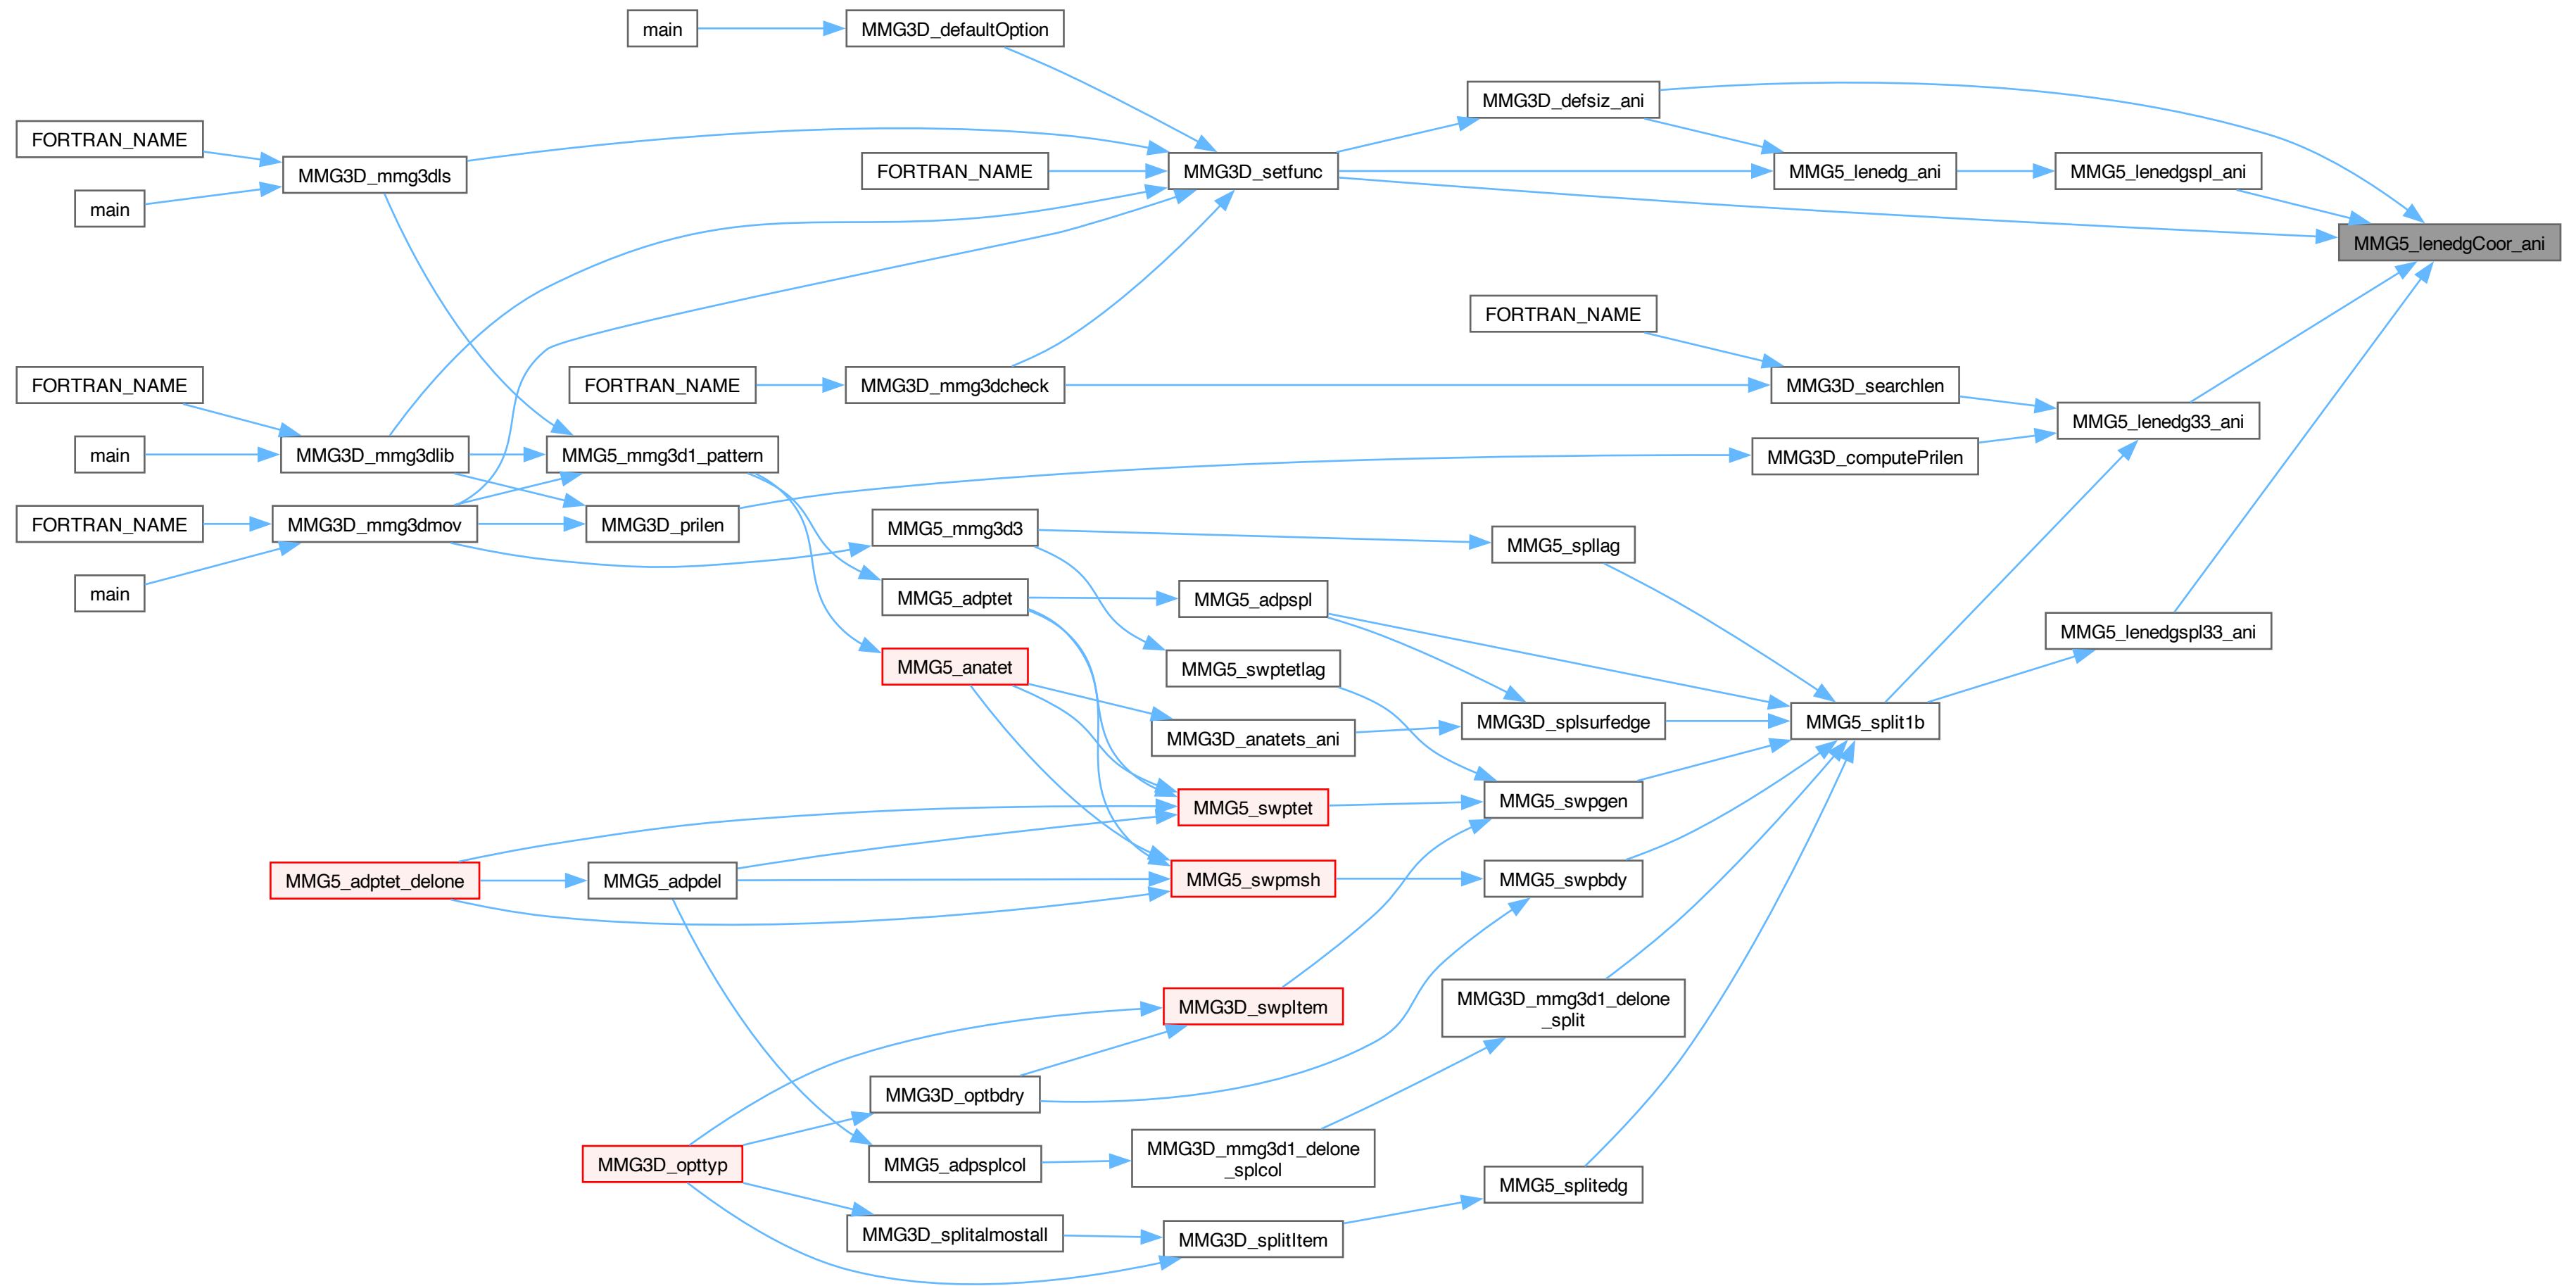 main
MMG3D_defaultOption
MMG3D_defsiz_ani
FORTRAN_NAME
MMG3D_mmg3dls
FORTRAN_NAME
MMG3D_setfunc
MMG5_lenedg_ani
MMG5_lenedgspl_ani
main
MMG5_lenedgCoor_ani
FORTRAN_NAME
FORTRAN_NAME
FORTRAN_NAME
MMG3D_mmg3dcheck
MMG3D_searchlen
MMG5_lenedg33_ani
main
MMG3D_mmg3dlib
MMG5_mmg3d1_pattern
MMG3D_computePrilen
FORTRAN_NAME
MMG3D_mmg3dmov
MMG3D_prilen
MMG5_mmg3d3
MMG5_spllag
main
MMG5_adptet
MMG5_adpspl
MMG5_lenedgspl33_ani
MMG5_anatet
MMG5_swptetlag
MMG3D_anatets_ani
MMG3D_splsurfedge
MMG5_split1b
MMG5_swptet
MMG5_swpgen
MMG5_adptet_delone
MMG5_adpdel
MMG5_swpmsh
MMG5_swpbdy
MMG3D_swpItem
MMG3D_mmg3d1_delone
_split
MMG3D_optbdry
MMG3D_opttyp
MMG5_adpsplcol
MMG3D_mmg3d1_delone
_splcol
MMG5_splitedg
MMG3D_splitalmostall
MMG3D_splitItem